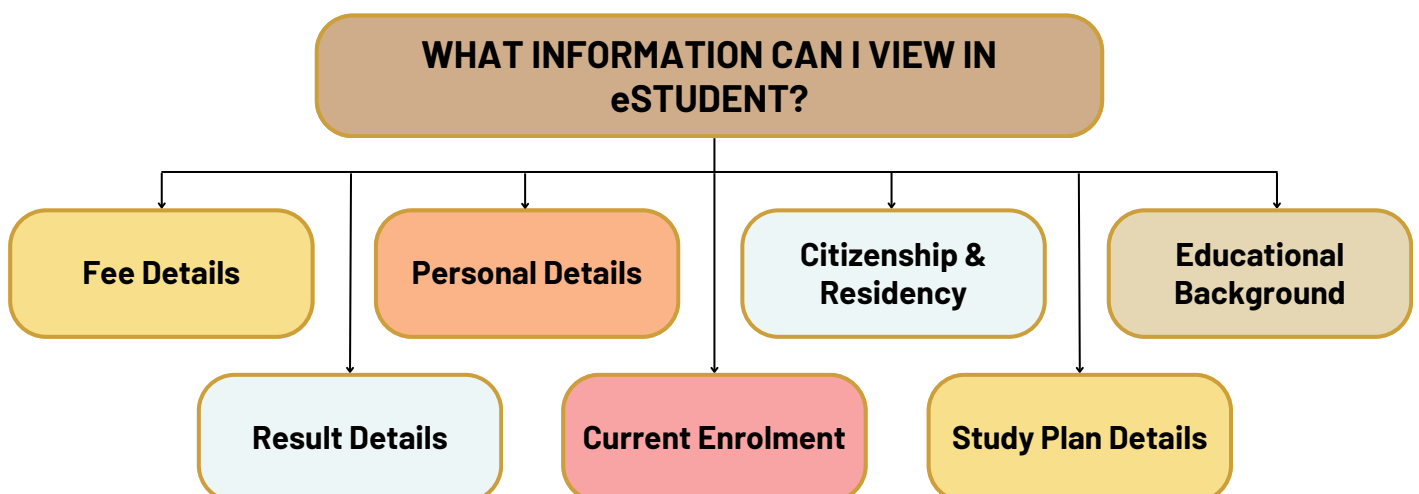 WHAT INFORMATION CAN I VIEW IN
eSTUDENT?
Fee Details
Personal Details
Citizenship &
Residency
Educational
Background
Result Details
Current Enrolment
Study Plan Details